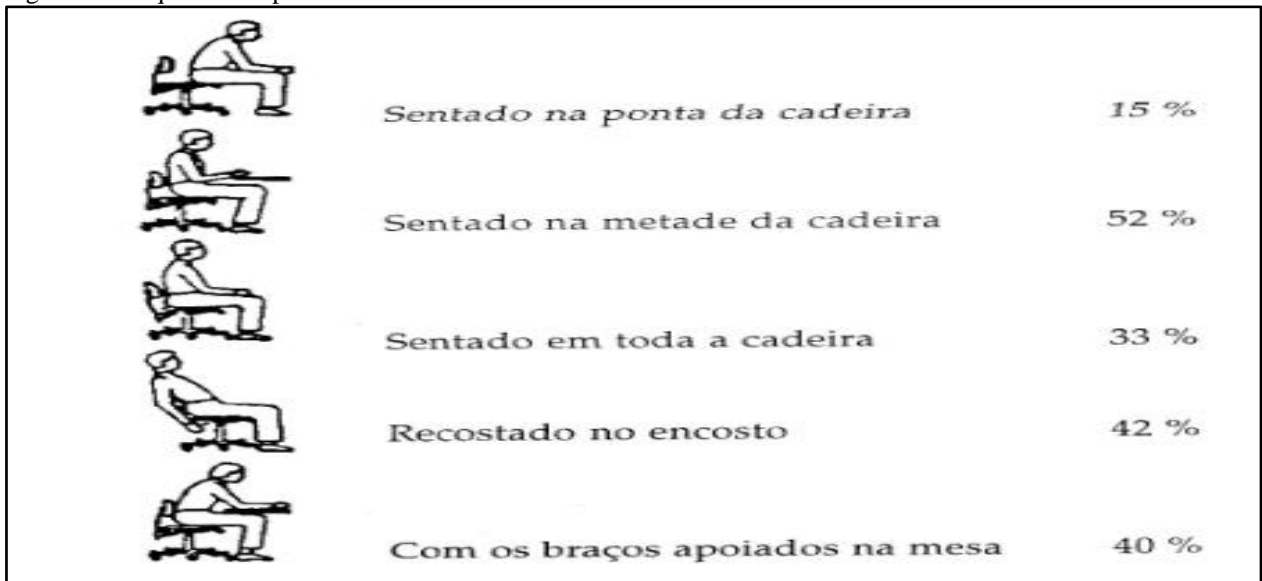 Sentado na ponta da cadeira 15 %
Sentado na metade da cadeira 52 %
Sentado em toda a cadeira 33 %
Recostado no encosto 42 %
Com os braços apoiados na mesa 40 %